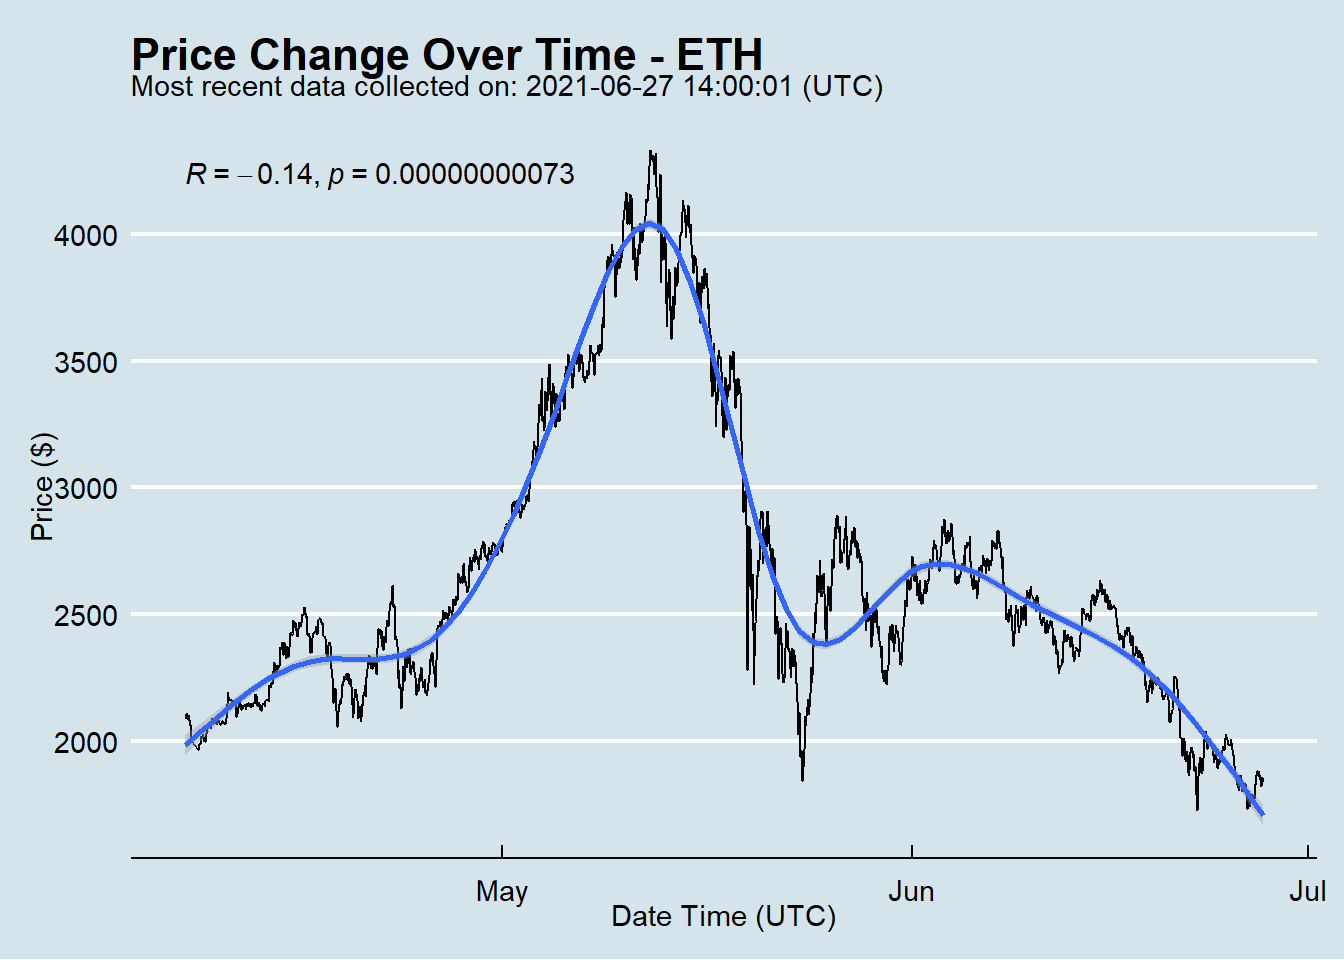 Price Change Over Time - ETH
Most recent data collected on: 2021-06-27 14:00:01 (UTC)
R = −0.14, p = 0.00000000073
4000
3500
3000
2500
2000
Price ($)
May
Jun
Jul
Date Time (UTC)